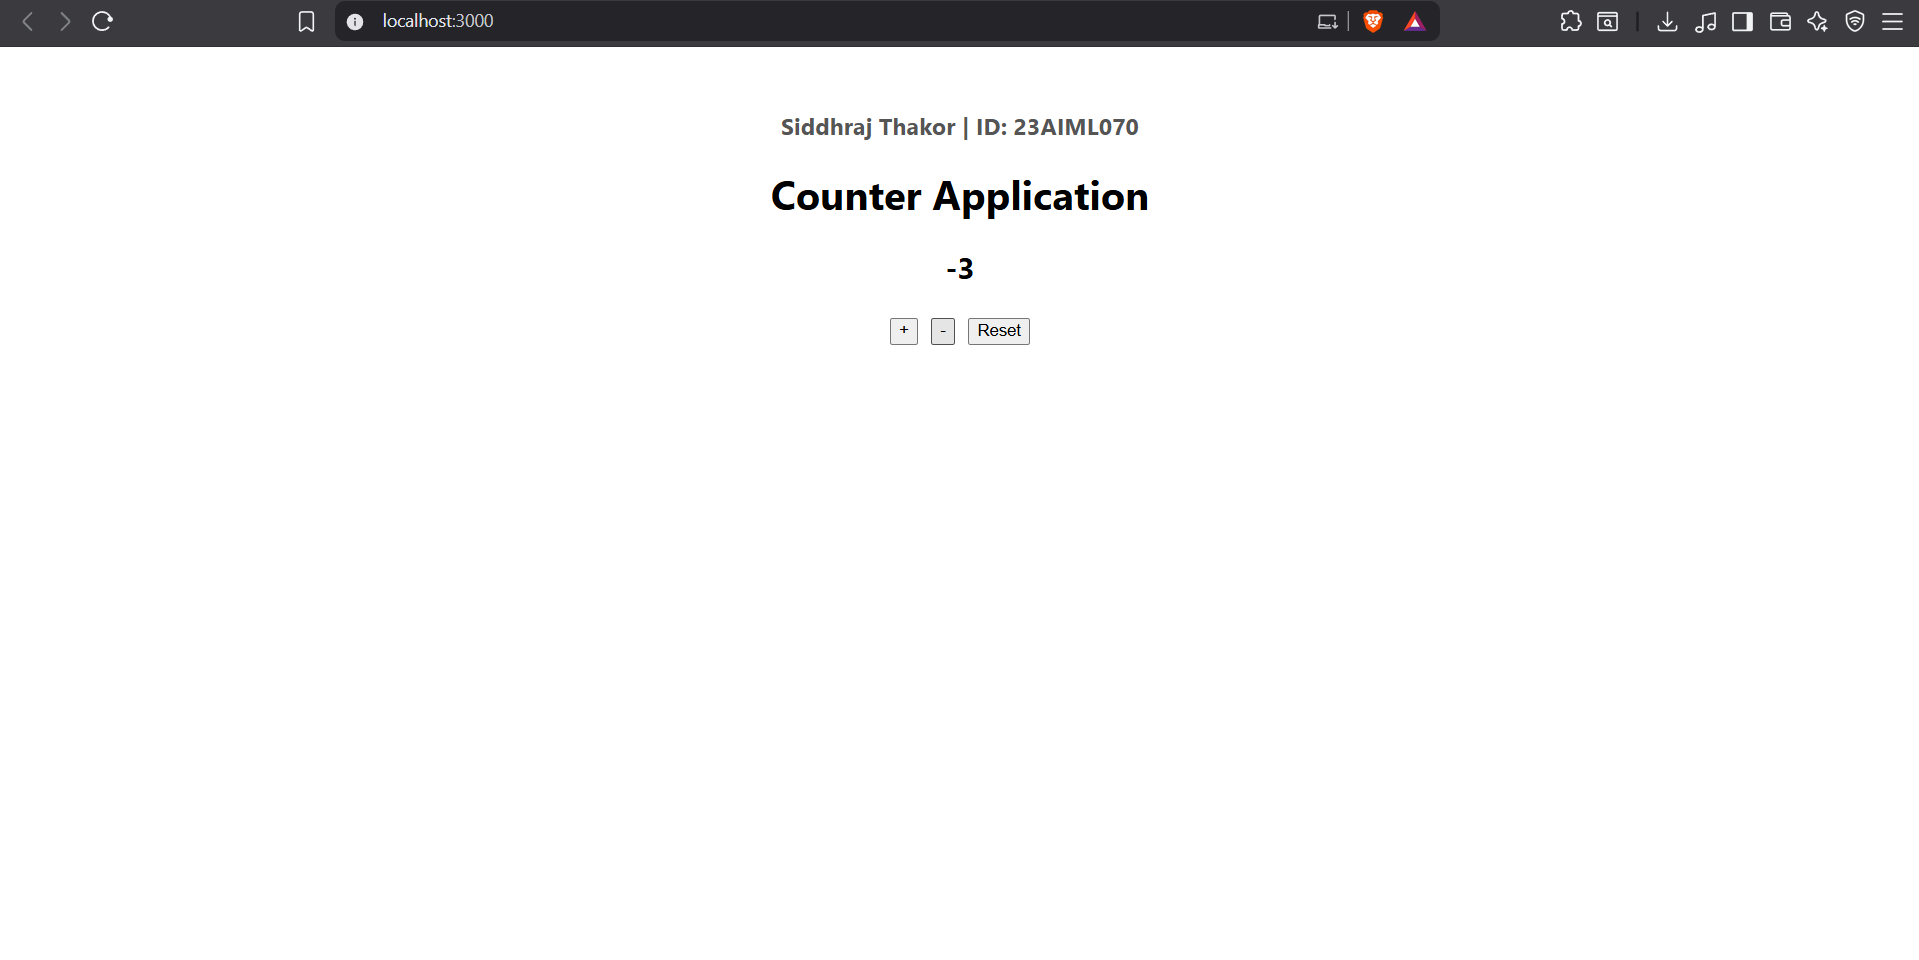 localhost:3000
Siddhraj Thakor | ID: 23AIML070
Counter Application
-3
+ - Reset